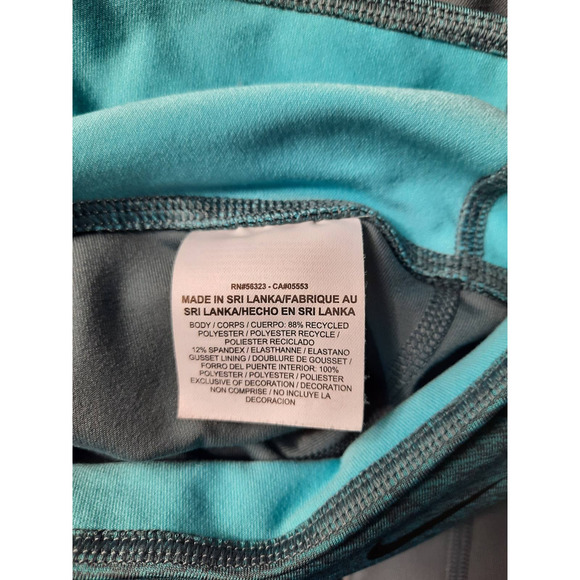 RN#56323 - CA#05553
MADE IN SRI LANKA/FABRIQUE AU
SRI LANKA/HECHO EN SRI LANKA
BODY / CORPS / CUERPO: 88% RECYCLED
POLYESTER / POLYESTER RECYCLE /
POLIESTER RECICLADO
12% SPANDEX / ELASTHANNE / ELASTANO
GUSSET LINING / DOUBLURE DE GOUSSET /
FORRO DEL PUENTE INTERIOR: 100%
POLYESTER / POLYESTER / POLIESTER
EXCLUSIVE OF DECORATION / DECORATION
NON COMPRISE / NO INCLUYE LA
DECORACION